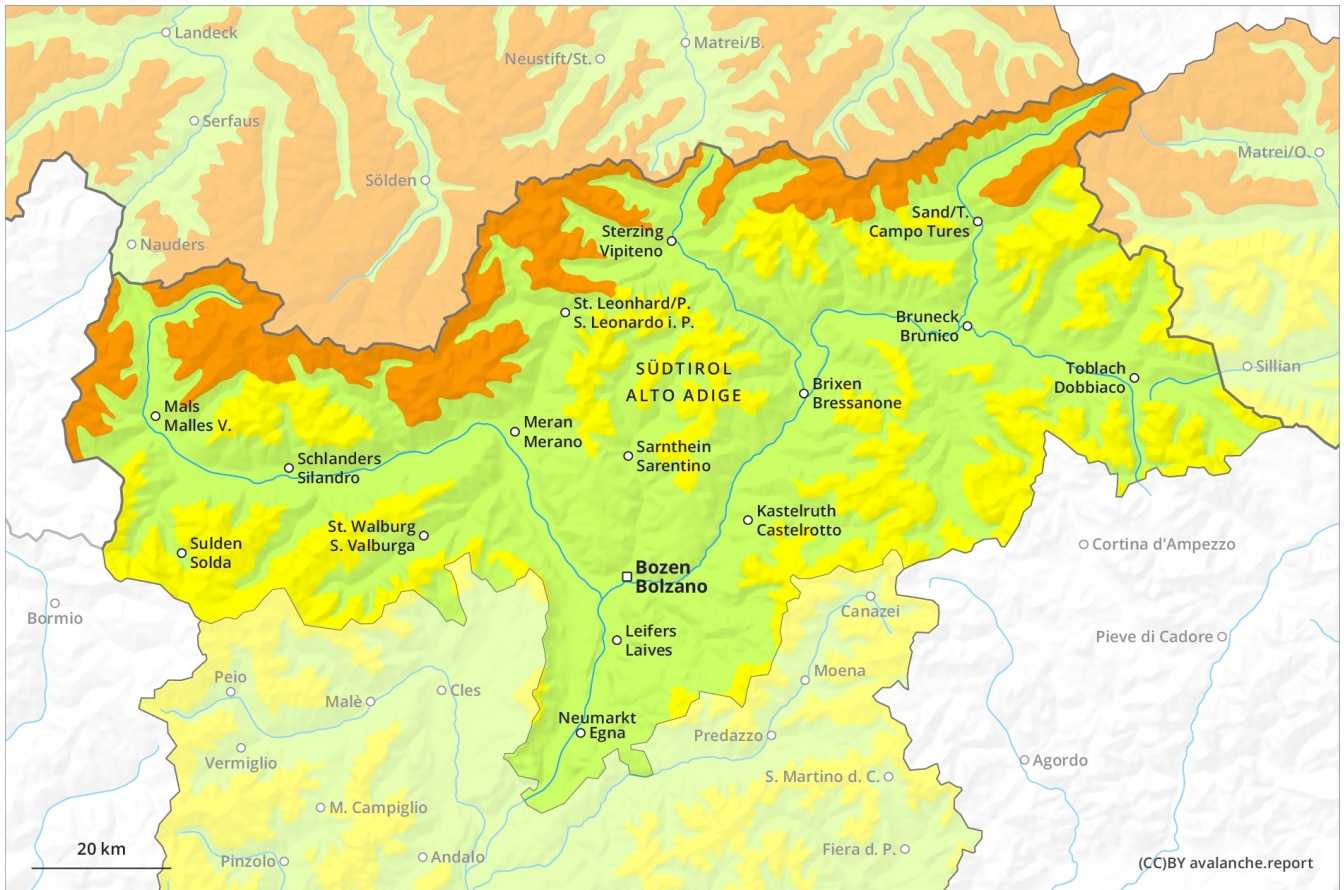 Landeck
Matrei/B.
Neustift/St.
Serfaus
Matrei/O.
Sölden
Sand/T.
Campo Tures
Sterzing
Vipiteno
Nauders
St. Leonhard/P.
S. Leonardo i. P.
Bruneck
Brunico
SÜDTIROL
ALTO ADIGE
Toblach
Dobbiaco
Sillian
Brixen
Bressanone
Mals
Malles V.
Meran
Merano
Sarnthein
Sarentino
Schlanders
Silandro
Kastelruth
Castelrotto
St. Walburg
S. Valburga
Sulden
Solda
Cortina d'Ampezzo
Bozen
Bolzano
Bormio
Canazei
Leifers
Laives
Pieve di Cadore
Peio
Moena
Malè
Cles
Neumarkt
Egna
Predazzo
Vermiglio
Agordo
S. Martino d. C.
M. Campiglio
20 km
Pinzolo
Andalo
Fiera d. P.
(CC)BY avalanche.report